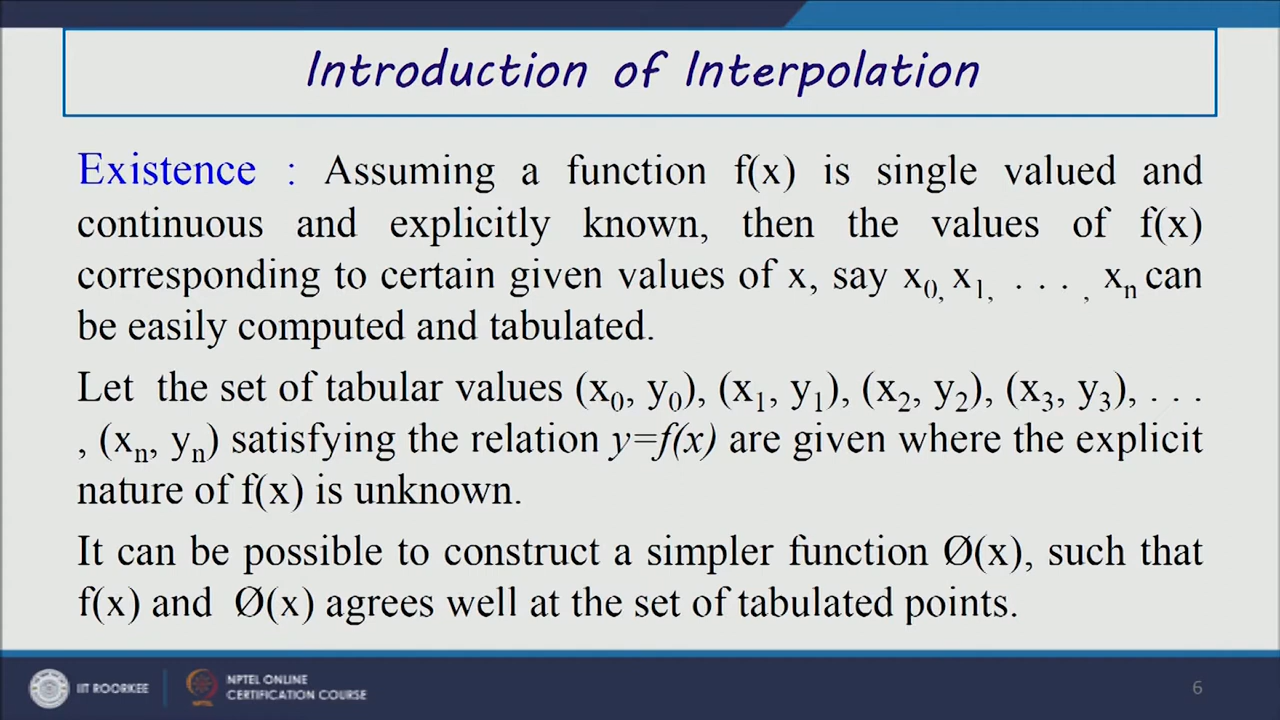 Introduction of Interpolation
Existence : Assuming a function f(x) is single valued and
continuous and explicitly known, then the values of f(x)
corresponding to certain given values of x, say x₀, x₁, . . . , xₙ can
be easily computed and tabulated.
Let the set of tabular values (x₀, y₀), (x₁, y₁), (x₂, y₂), (x₃, y₃), . . .
, (xₙ, yₙ) satisfying the relation y=f(x) are given where the explicit
nature of f(x) is unknown.
It can be possible to construct a simpler function Ø(x), such that
f(x) and Ø(x) agrees well at the set of tabulated points.
IIT ROORKEE
NPTEL ONLINE
CERTIFICATION COURSE
6